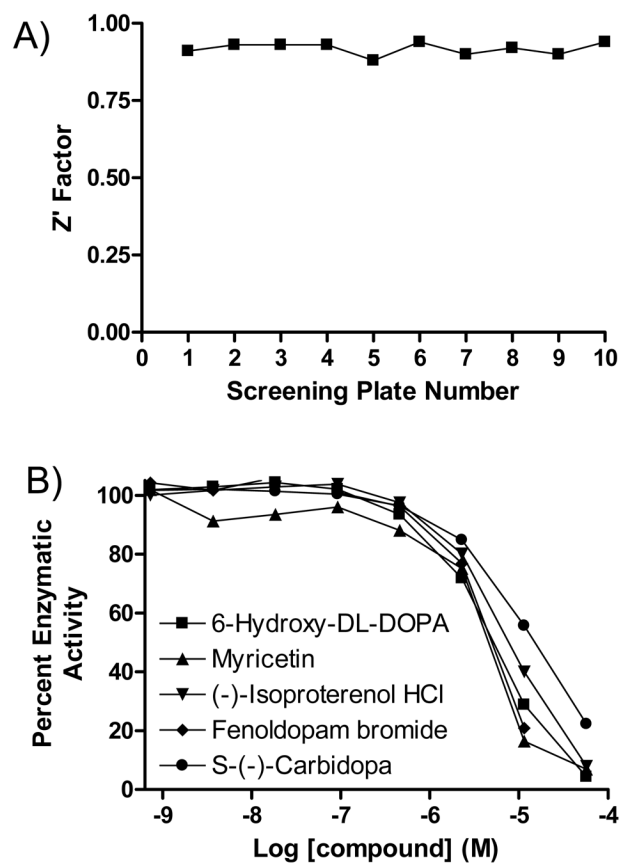 A)
Z' Factor
1.00
0.75
0.50
0.25
0.00
0 1 2 3 4 5 6 7 8 9 10
Screening Plate Number
B)
Percent Enzymatic
Activity
100
80
60
40
20
0
6-Hydroxy-DL-DOPA
Myricetin
(-)-Isoproterenol HCl
Fenoldopam bromide
S-(-)-Carbidopa
-9 -8 -7 -6 -5 -4
Log [compound] (M)